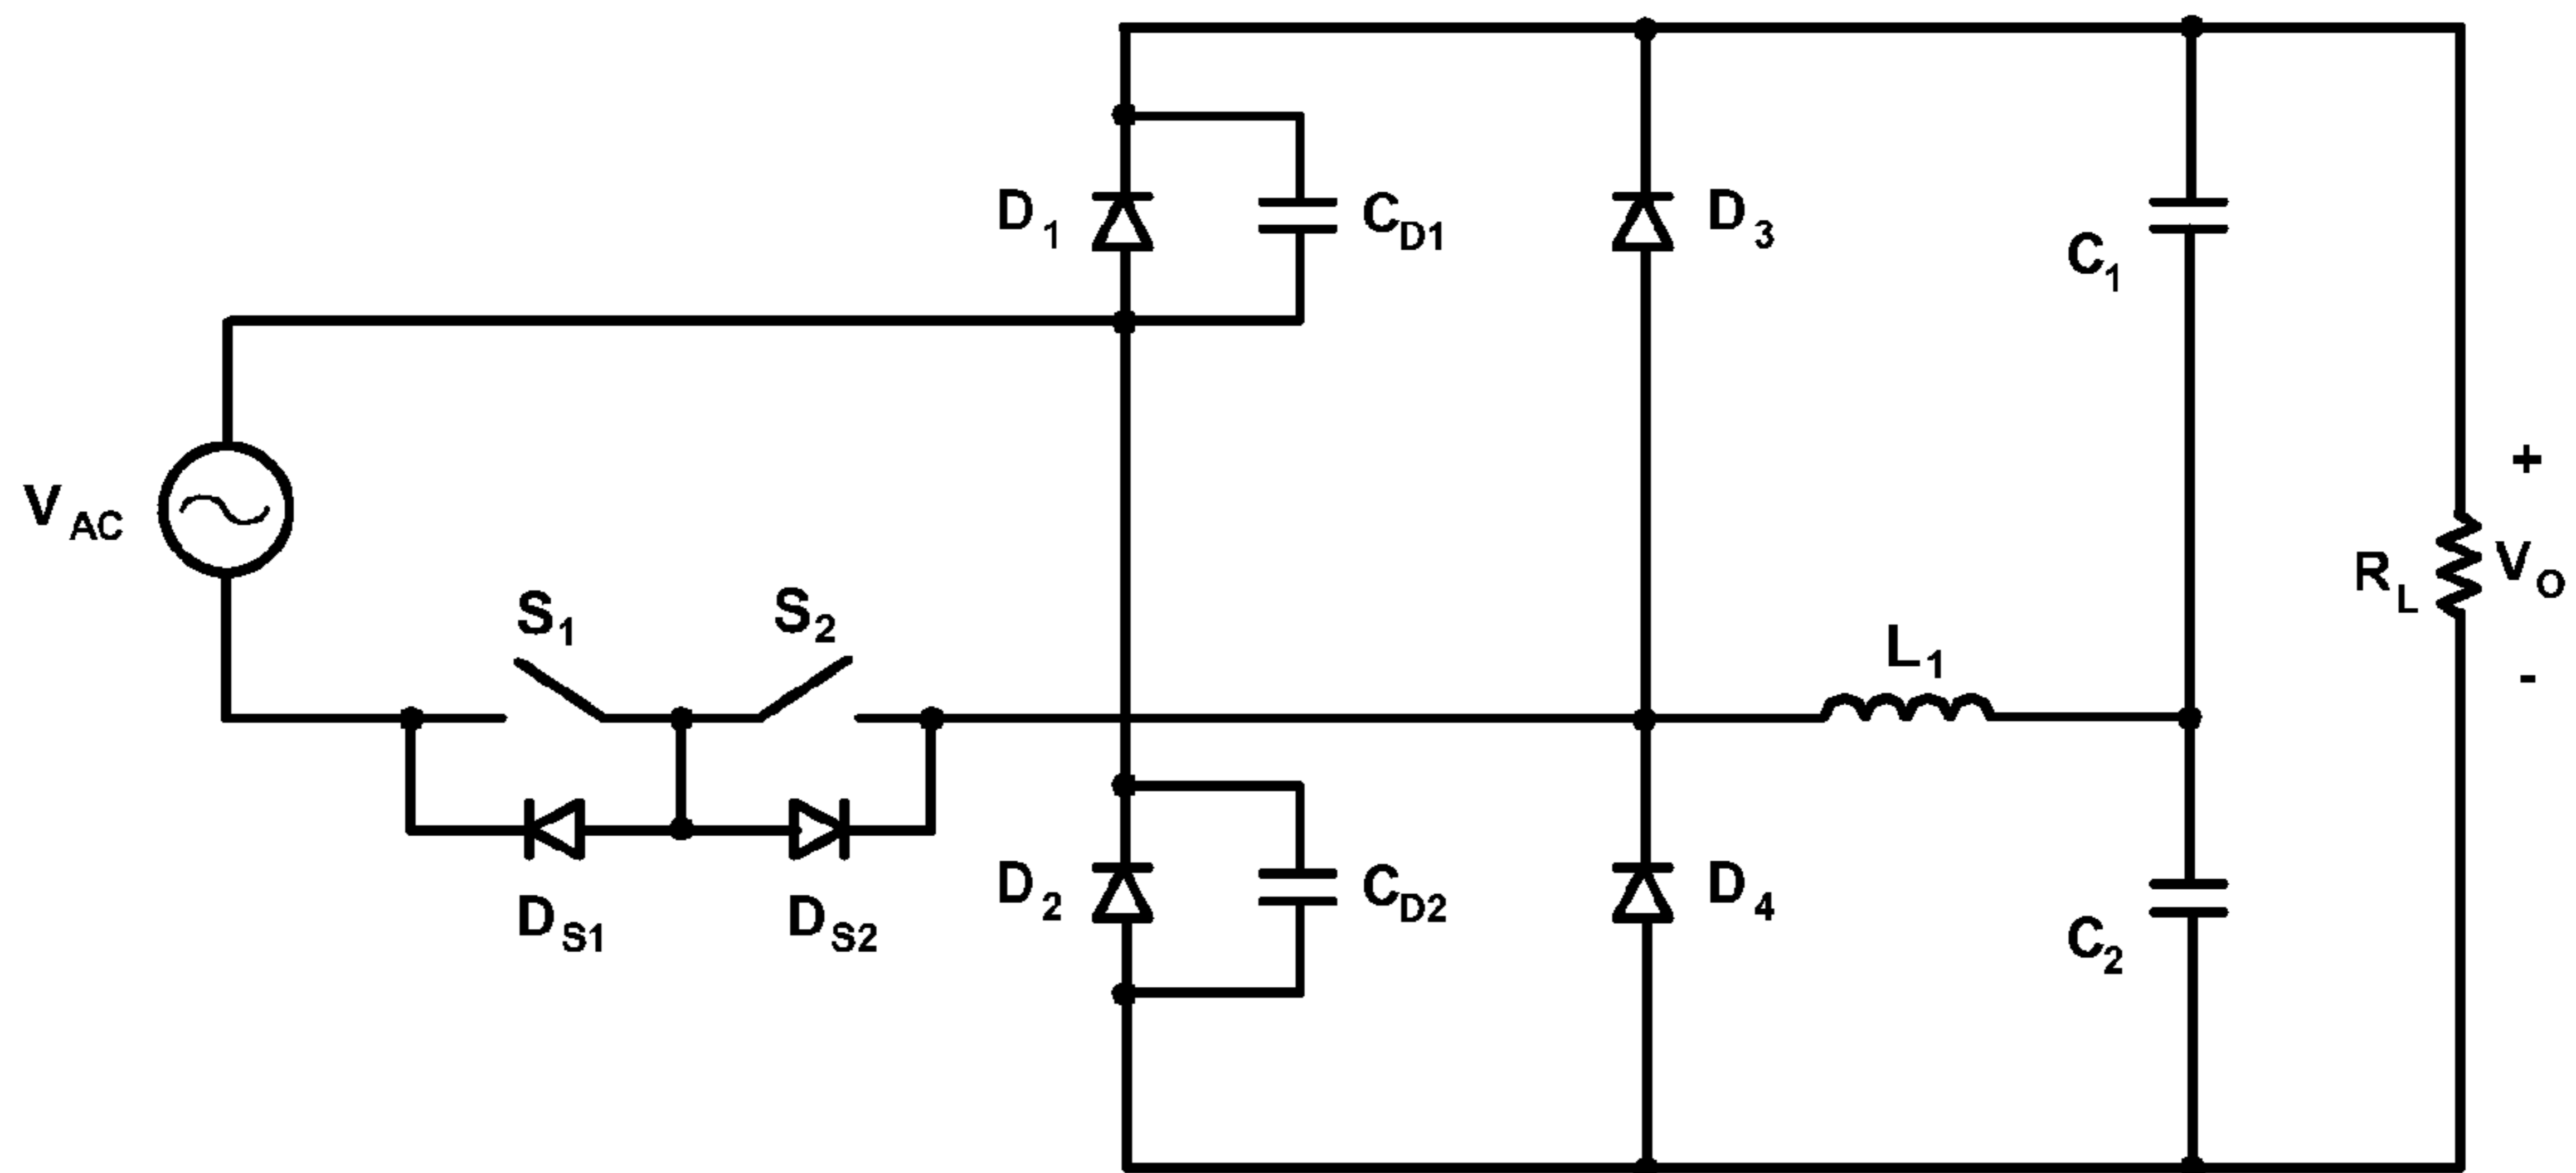 D1
CD1
D3
C1
VAC
S1
S2
L1
RL
+
VO
-
DS1
DS2
D2
CD2
D4
C2